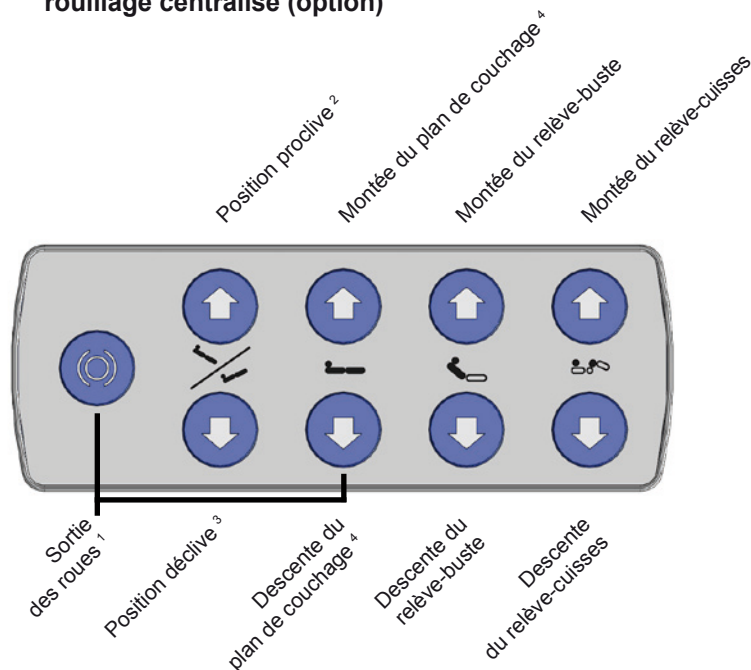 rouillage centralisé (option)
Position proclive ²
Montée du plan de couchage ⁴
Montée du relève-buste
Montée du relève-cuisses
Sortie
des roues ¹
Position déclive ³
Descente du
plan de couchage ⁴
Descente du
relève-buste
Descente
du relève-cuisses